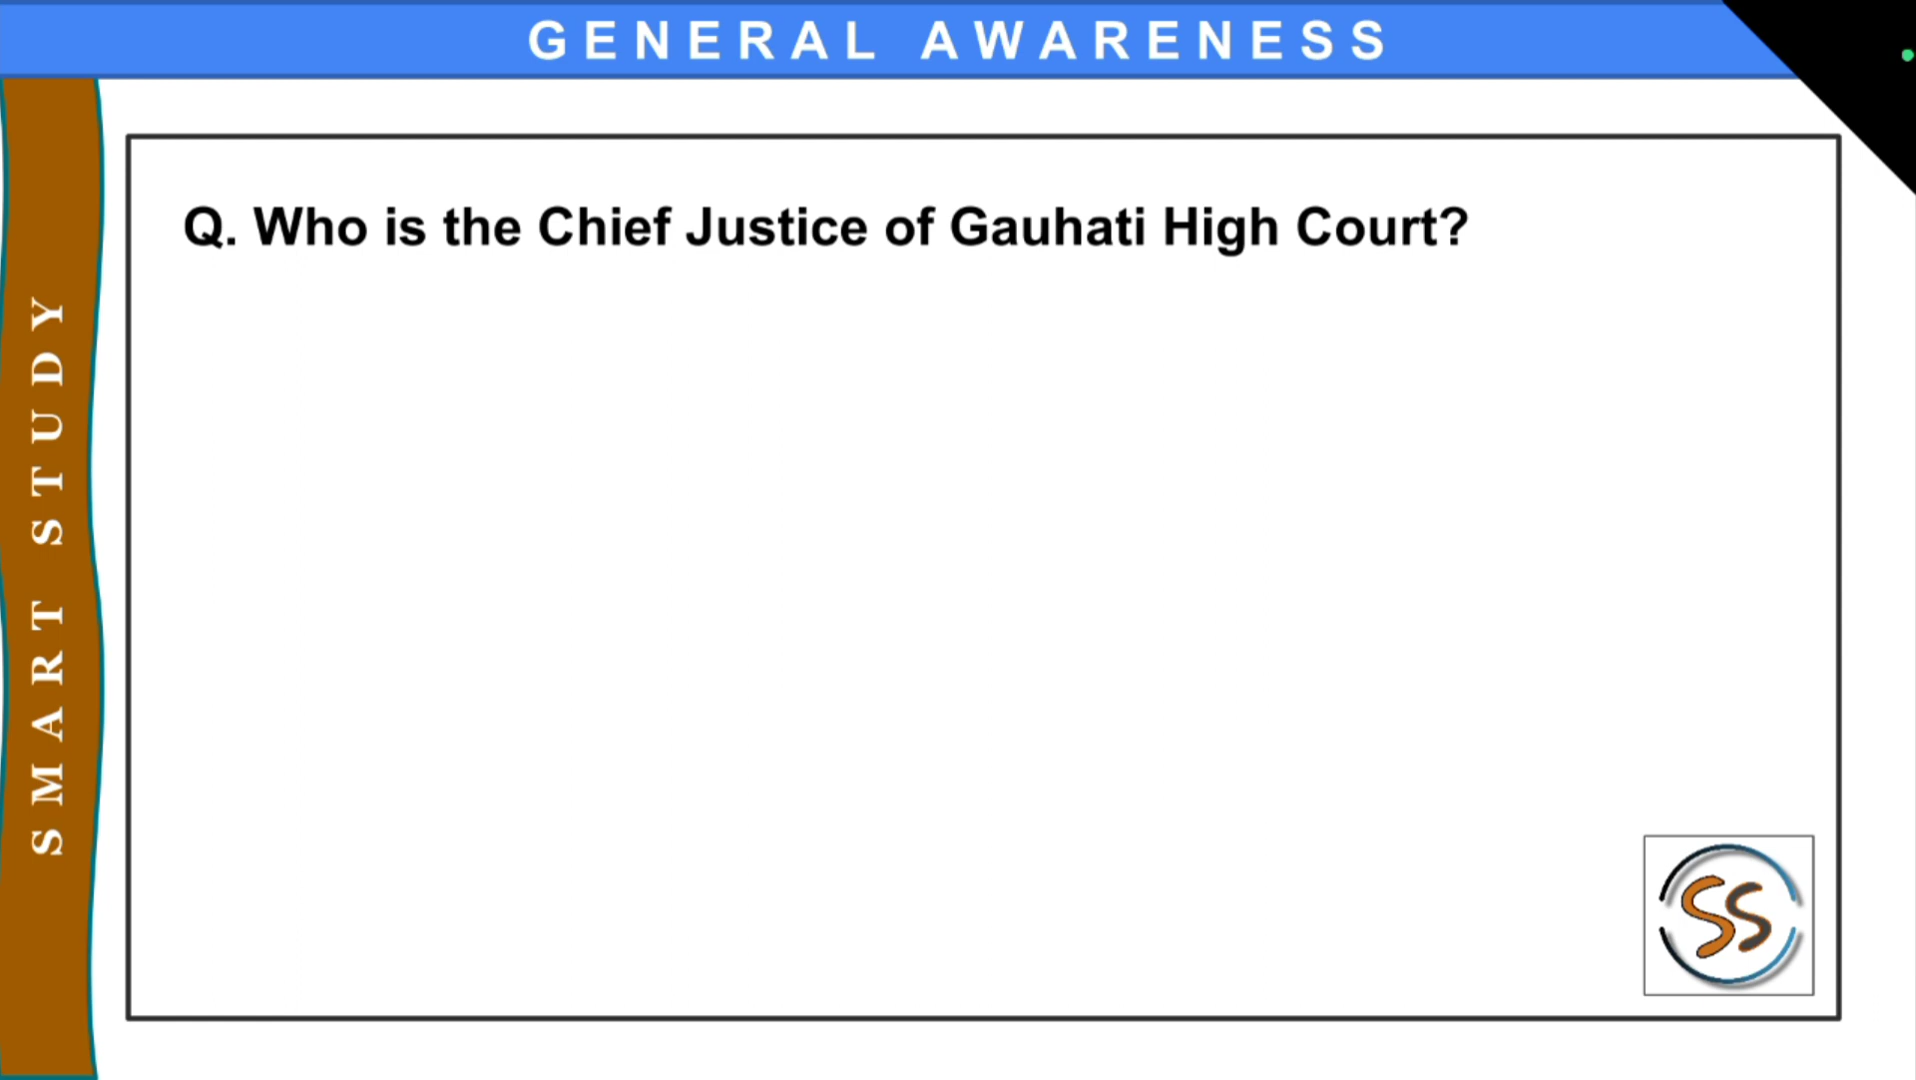 GENERAL AWARENESS
SMART STUDY
Q. Who is the Chief Justice of Gauhati High Court?
SS